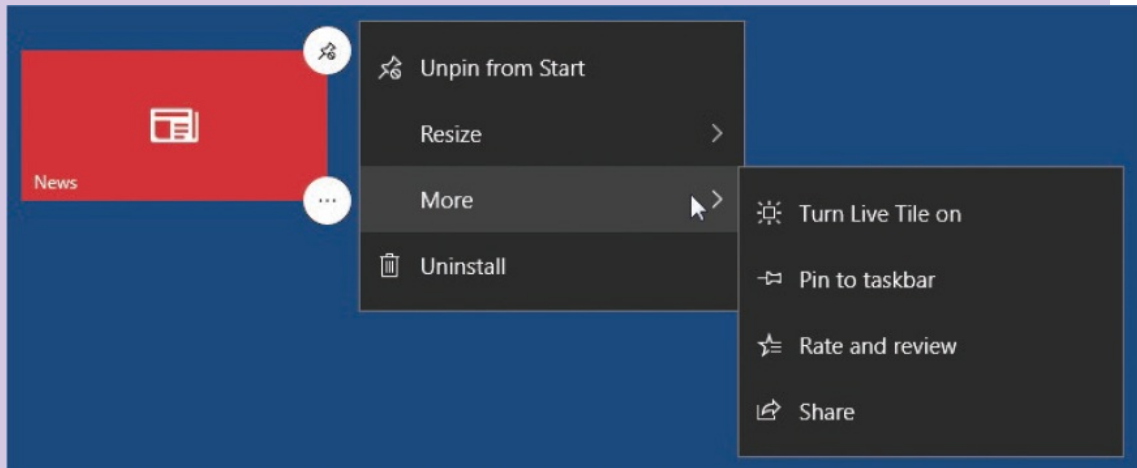 News
Unpin from Start
Resize
More
Uninstall
Turn Live Tile on
Pin to taskbar
Rate and review
Share